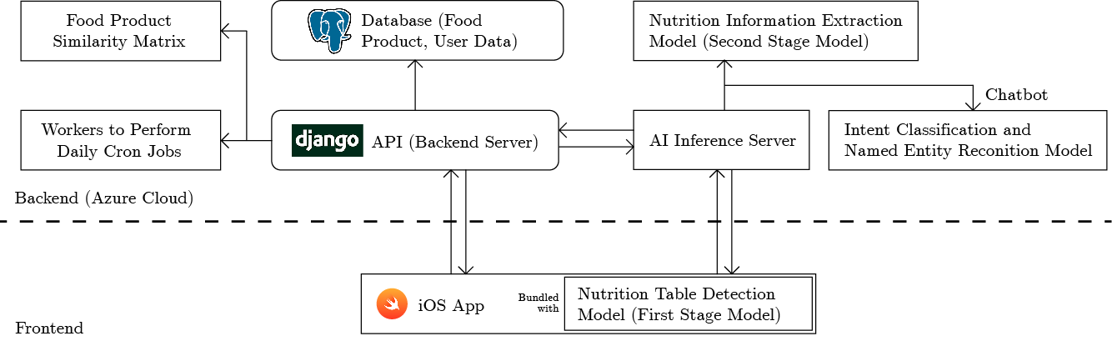 Food Product
Similarity Matrix
Database (Food
Product, User Data)
Nutrition Information Extraction
Model (Second Stage Model)
Chatbot
Workers to Perform
Daily Cron Jobs
django
API (Backend Server)
AI Inference Server
Intent Classification and
Named Entity Reconition Model
Backend (Azure Cloud)
iOS App
Bundled
with
Nutrition Table Detection
Model (First Stage Model)
Frontend